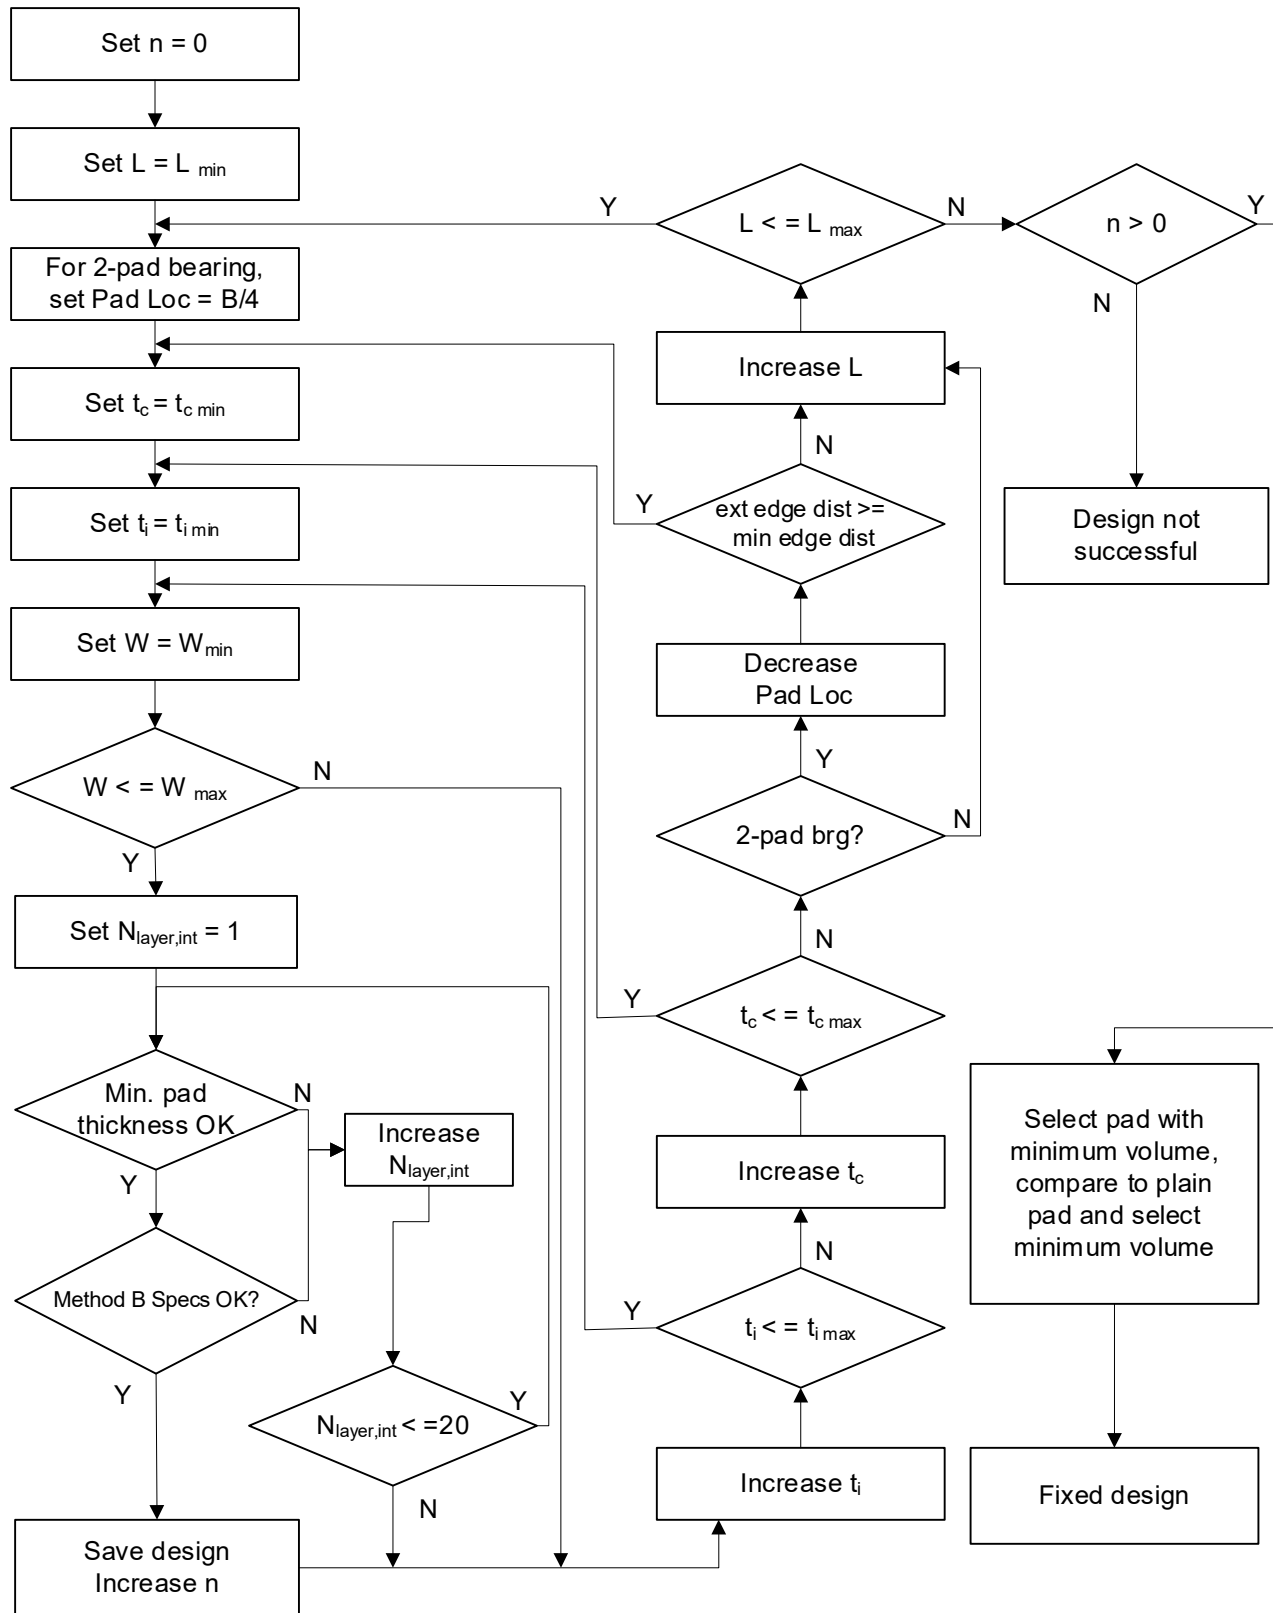 Set n = 0
Set L = L min
For 2-pad bearing,
set Pad Loc = B/4
Set tc = tc min
Set ti = ti min
Set W = Wmin
W < = W max
N
Y
Set Nlayer,int = 1
Min. pad
thickness OK
N
Y
Increase
Nlayer,int
Method B Specs OK?
N
Y
Nlayer,int < =20
Y
N
Save design
Increase n
Y
L < = L max
N
n > 0
Y
N
Increase L
N
Y
ext edge dist >=
min edge dist
Design not
successful
Decrease
Pad Loc
Y
2-pad brg?
N
N
Y
tc < = tc max
Increase tc
N
Y
ti < = ti max
Increase ti
Select pad with
minimum volume,
compare to plain
pad and select
minimum volume
Fixed design